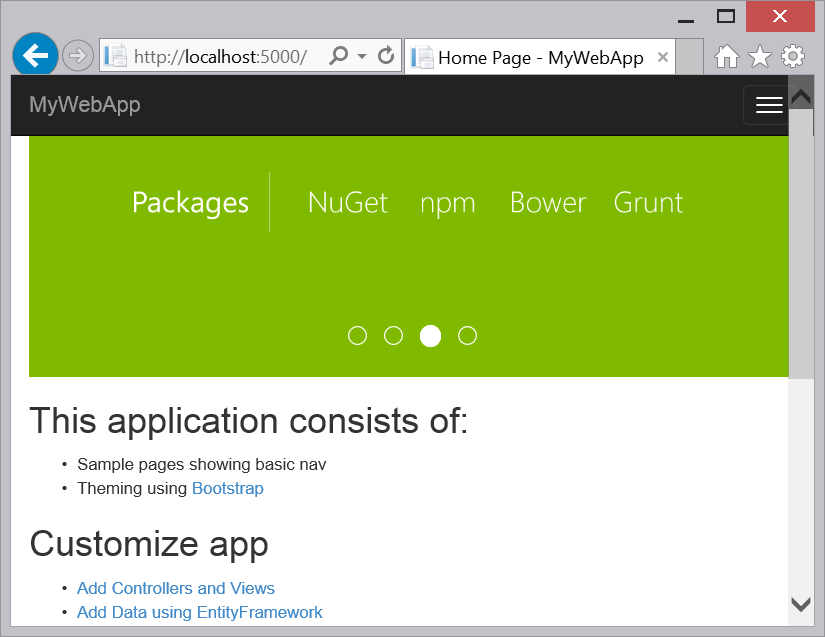 http://localhost:5000/ Home Page - MyWebApp
MyWebApp
Packages NuGet npm Bower Grunt
This application consists of:
• Sample pages showing basic nav
• Theming using Bootstrap
Customize app
• Add Controllers and Views
• Add Data using EntityFramework